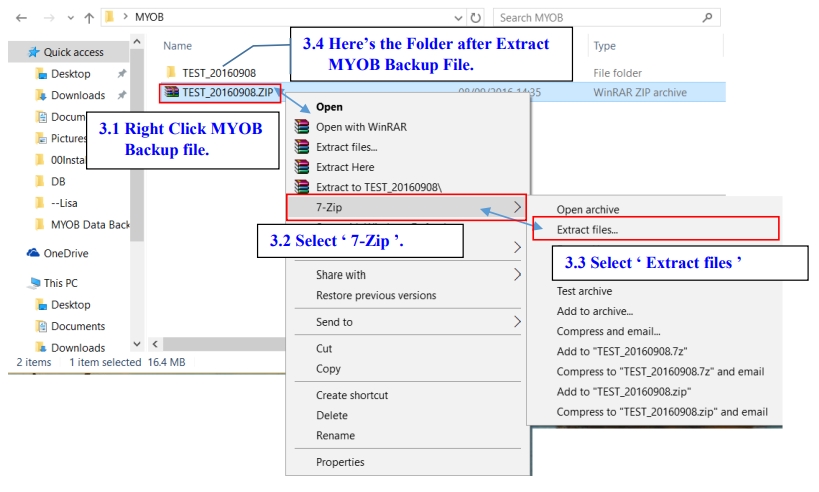 MYOB
Search MYOB
Quick access
Desktop
Downloads
Docum
Pictures
00Instal
DB
--Lisa
MYOB Data Back
OneDrive
This PC
Desktop
Documents
Downloads
2 items 1 item selected 16.4 MB
Name
Type
TEST_20160908
File folder
TEST_20160908.ZIP
08/09/2016 14:35
WinRAR ZIP archive
3.4 Here's the Folder after Extract
MYOB Backup File.
3.1 Right Click MYOB
Backup file.
Open
Open with WinRAR
Extract files...
Extract Here
Extract to TEST_20160908\
7-Zip
3.2 Select ‘ 7-Zip ’.
Share with
Restore previous versions
Send to
Cut
Copy
Create shortcut
Delete
Rename
Properties
Open archive
Extract files...
3.3 Select ‘ Extract files ’
Test archive
Add to archive...
Compress and email...
Add to "TEST_20160908.7z"
Compress to "TEST_20160908.7z" and email
Add to "TEST_20160908.zip"
Compress to "TEST_20160908.zip" and email